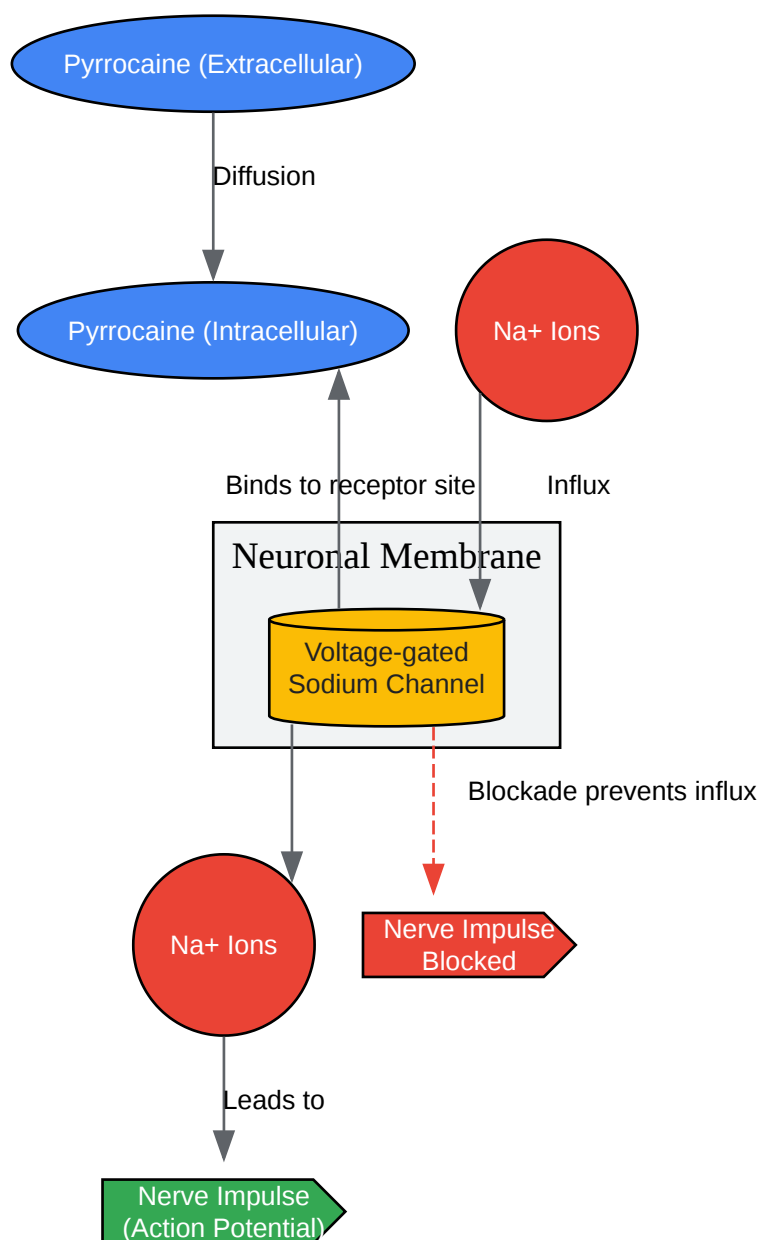 Pyrrocaine (Extracellular)
Diffusion
Pyrrocaine (Intracellular)
Na+ Ions
Binds to receptor site
Influx
Neuronal Membrane
Voltage-gated
Sodium Channel
Blockade prevents influx
Na+ Ions
Nerve Impulse
Blocked
Leads to
Nerve Impulse
(Action Potential)